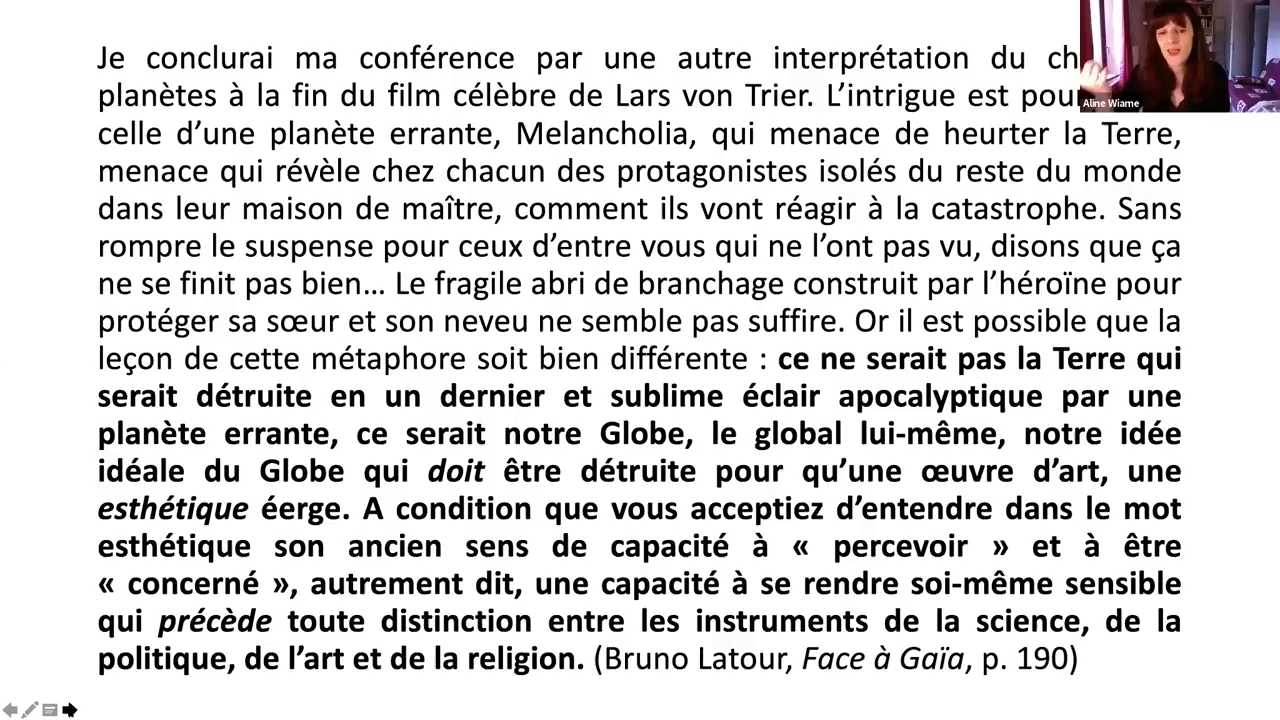 Je conclurai ma conférence par une autre interprétation du
planètes à la fin du film célèbre de Lars von Trier. L’intrigue est
celle d’une planète errante, Melancholia, qui menace de heurter la Terre,
menace qui révèle chez chacun des protagonistes isolés du reste du monde
dans leur maison de maître, comment ils vont réagir à la catastrophe. Sans
rompre le suspense pour ceux d’entre vous qui ne l’ont pas vu, disons que ça
ne se finit pas bien… Le fragile abri de branchage construit par l’héroïne pour
protéger sa sœur et son neveu ne semble pas suffire. Or il est possible que la
leçon de cette métaphore soit bien différente : ce ne serait pas la Terre qui
serait détruite en un dernier et sublime éclair apocalyptique par une
planète errante, ce serait notre Globe, le global lui-même, notre idée
idéale du Globe qui doit être détruite pour qu’une œuvre d’art, une
esthétique éerge. A condition que vous acceptiez d’entendre dans le mot
esthétique son ancien sens de capacité à « percevoir » et à être
« concerné », autrement dit, une capacité à se rendre soi-même sensible
qui précède toute distinction entre les instruments de la science, de la
politique, de l’art et de la religion. (Bruno Latour, Face à Gaïa, p. 190)
Aline Wiame